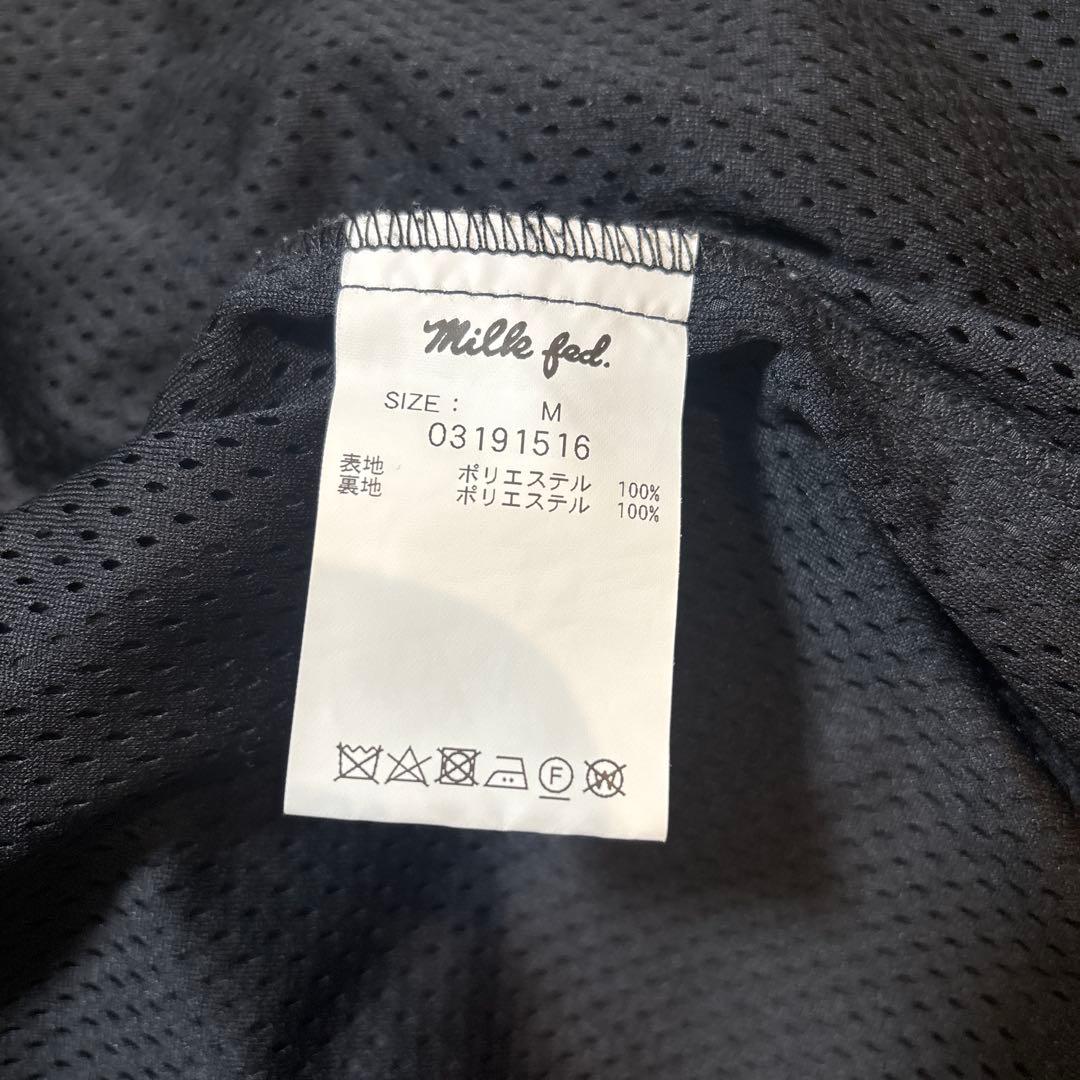 Milk fed.
SIZE : M
03191516
表地 ポリエステル 100%
裏地 ポリエステル 100%
F
W